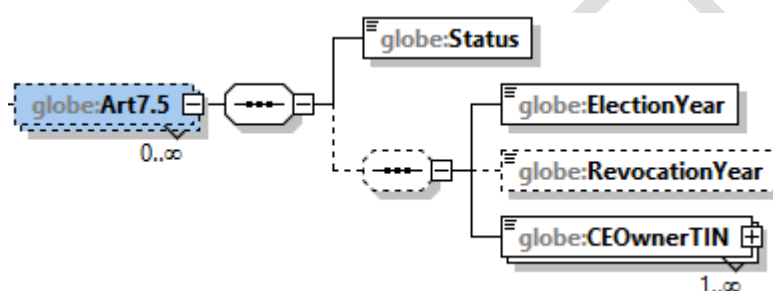 globe:Status
globe:Art7.5
0..∞
globe:ElectionYear
globe:RevocationYear
globe:CEOwnerTIN
1..∞